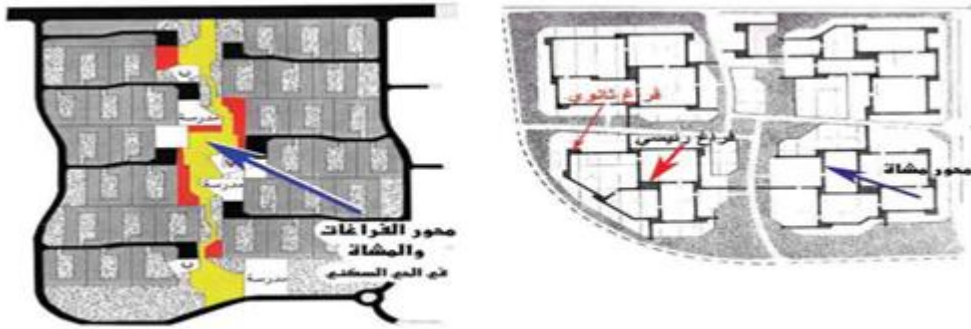 مدرسة
مدرسة
محور الفراغات
والمشاة
في الحي السكني
مدرسة
فراغ ثانوي
فراغ رئيسي
محور مشاة